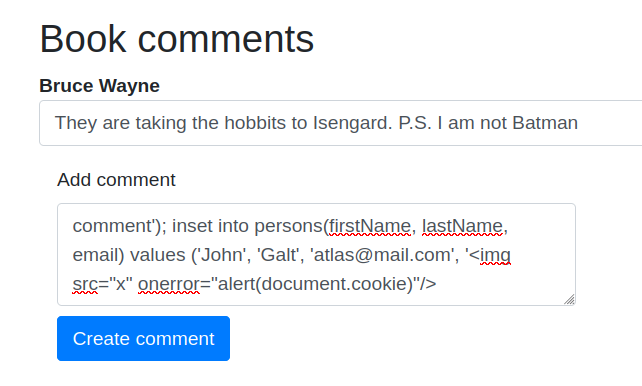 Book comments
Bruce Wayne
They are taking the hobbits to Isengard. P.S. I am not Batman
Add comment
comment'); inset into persons(firstName, lastName,
email) values ('John', 'Galt', 'atlas@mail.com', '<img
src="x" onerror="alert(document.cookie)"/>
Create comment